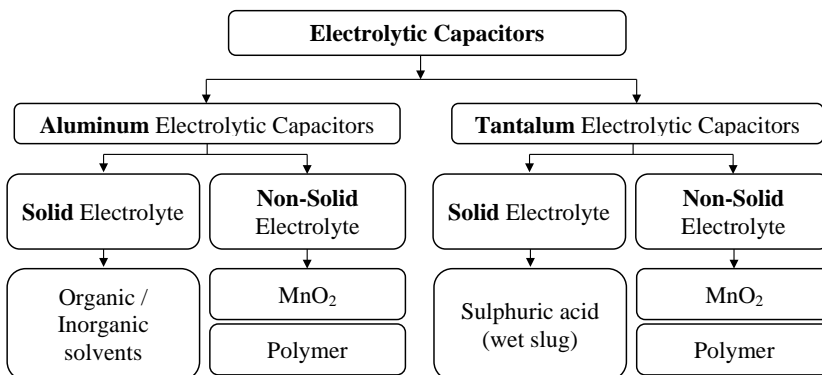 Electrolytic Capacitors
Aluminum Electrolytic Capacitors
Tantalum Electrolytic Capacitors
Solid Electrolyte
Non-Solid
Electrolyte
Solid Electrolyte
Non-Solid
Electrolyte
Organic /
Inorganic
solvents
MnO₂
Polymer
Sulphuric acid
(wet slug)
MnO₂
Polymer